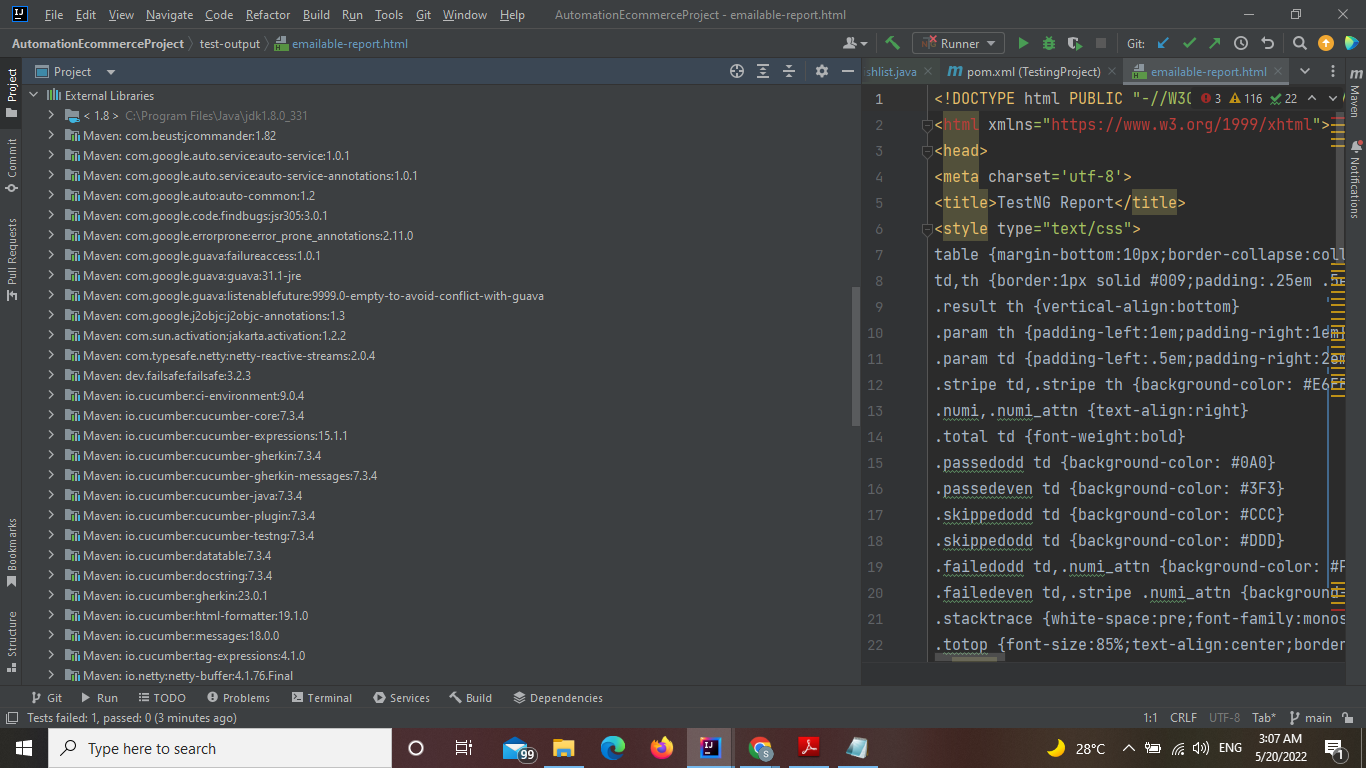 File Edit View Navigate Code Refactor Build Run Tools Git Window Help AutomationEcommerceProject - emailable-report.html
AutomationEcommerceProject test-output emailable-report.html Runner Git:
Project
shlist.java pom.xml (TestingProject) emailable-report.html
Project
Commit
Pull Requests
Bookmarks
Structure
External Libraries
< 1.8 > C:\Program Files\Java\jdk1.8.0_331
Maven: com.beust:jcommander:1.82
Maven: com.google.auto.service:auto-service:1.0.1
Maven: com.google.auto.service:auto-service-annotations:1.0.1
Maven: com.google.auto:auto-common:1.2
Maven: com.google.code.findbugs:jsr305:3.0.1
Maven: com.google.errorprone:error_prone_annotations:2.11.0
Maven: com.google.guava:failureaccess:1.0.1
Maven: com.google.guava:guava:31.1-jre
Maven: com.google.guava:listenablefuture:9999.0-empty-to-avoid-conflict-with-guava
Maven: com.google.j2objc:j2objc-annotations:1.3
Maven: com.sun.activation:jakarta.activation:1.2.2
Maven: com.typesafe.netty:netty-reactive-streams:2.0.4
Maven: dev.failsafe:failsafe:3.2.3
Maven: io.cucumber:ci-environment:9.0.4
Maven: io.cucumber:cucumber-core:7.3.4
Maven: io.cucumber:cucumber-expressions:15.1.1
Maven: io.cucumber:cucumber-gherkin:7.3.4
Maven: io.cucumber:cucumber-gherkin-messages:7.3.4
Maven: io.cucumber:cucumber-java:7.3.4
Maven: io.cucumber:cucumber-plugin:7.3.4
Maven: io.cucumber:cucumber-testng:7.3.4
Maven: io.cucumber:datatable:7.3.4
Maven: io.cucumber:docstring:7.3.4
Maven: io.cucumber:gherkin:23.0.1
Maven: io.cucumber:html-formatter:19.1.0
Maven: io.cucumber:messages:18.0.0
Maven: io.cucumber:tag-expressions:4.1.0
Maven: io.netty:netty-buffer:4.1.76.Final
1 <!DOCTYPE html PUBLIC "-//W3C 3 116 22
2 <html xmlns="https://www.w3.org/1999/xhtml">
3 <head>
4 <meta charset='utf-8'>
5 <title>TestNG Report</title>
6 <style type="text/css">
7 table {margin-bottom:10px;border-collapse:coll
8 td,th {border:1px solid #009;padding:.25em .5e
9 .result th {vertical-align:bottom}
10 .param th {padding-left:1em;padding-right:1em}
11 .param td {padding-left:.5em;padding-right:2em
12 .stripe td,.stripe th {background-color: #E6EB
13 .numi,.numi_attn {text-align:right}
14 .total td {font-weight:bold}
15 .passedodd td {background-color: #0A0}
16 .passedeven td {background-color: #3F3}
17 .skippedodd td {background-color: #CCC}
18 .skippedodd td {background-color: #DDD}
19 .failedodd td,.numi_attn {background-color: #F
20 .failedeven td,.stripe .numi_attn {background-
21 .stacktrace {white-space:pre;font-family:monos
22 .totop {font-size:85%;text-align:center;border
Maven
Notifications
Git Run TODO Problems Terminal Services Build Dependencies
Tests failed: 1, passed: 0 (3 minutes ago) 1:1 CRLF UTF-8 Tab* main
Type here to search 99 28°C ENG 3:07 AM
5/20/2022 1